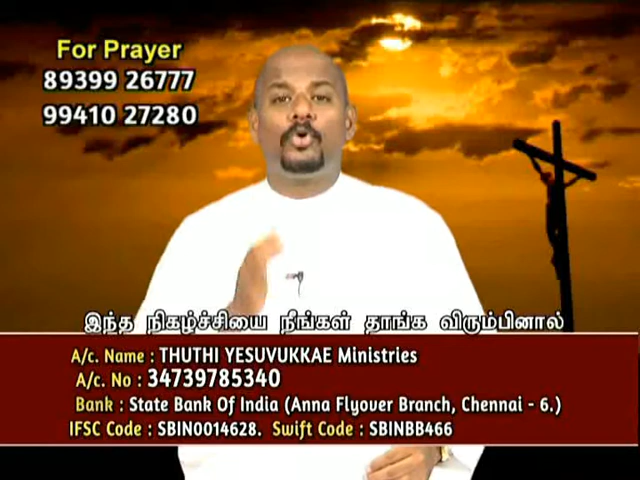 For Prayer
89399 26777
99410 27280
இந்த நிகழ்ச்சியை நீங்கள் தாங்க விரும்பினால்
A/c. Name : THUTHI YESUVUKKAE Ministries
A/c. No : 34739785340
Bank : State Bank Of India (Anna Flyover Branch, Chennai - 6.)
IFSC Code : SBIN0014628. Swift Code : SBINBB466